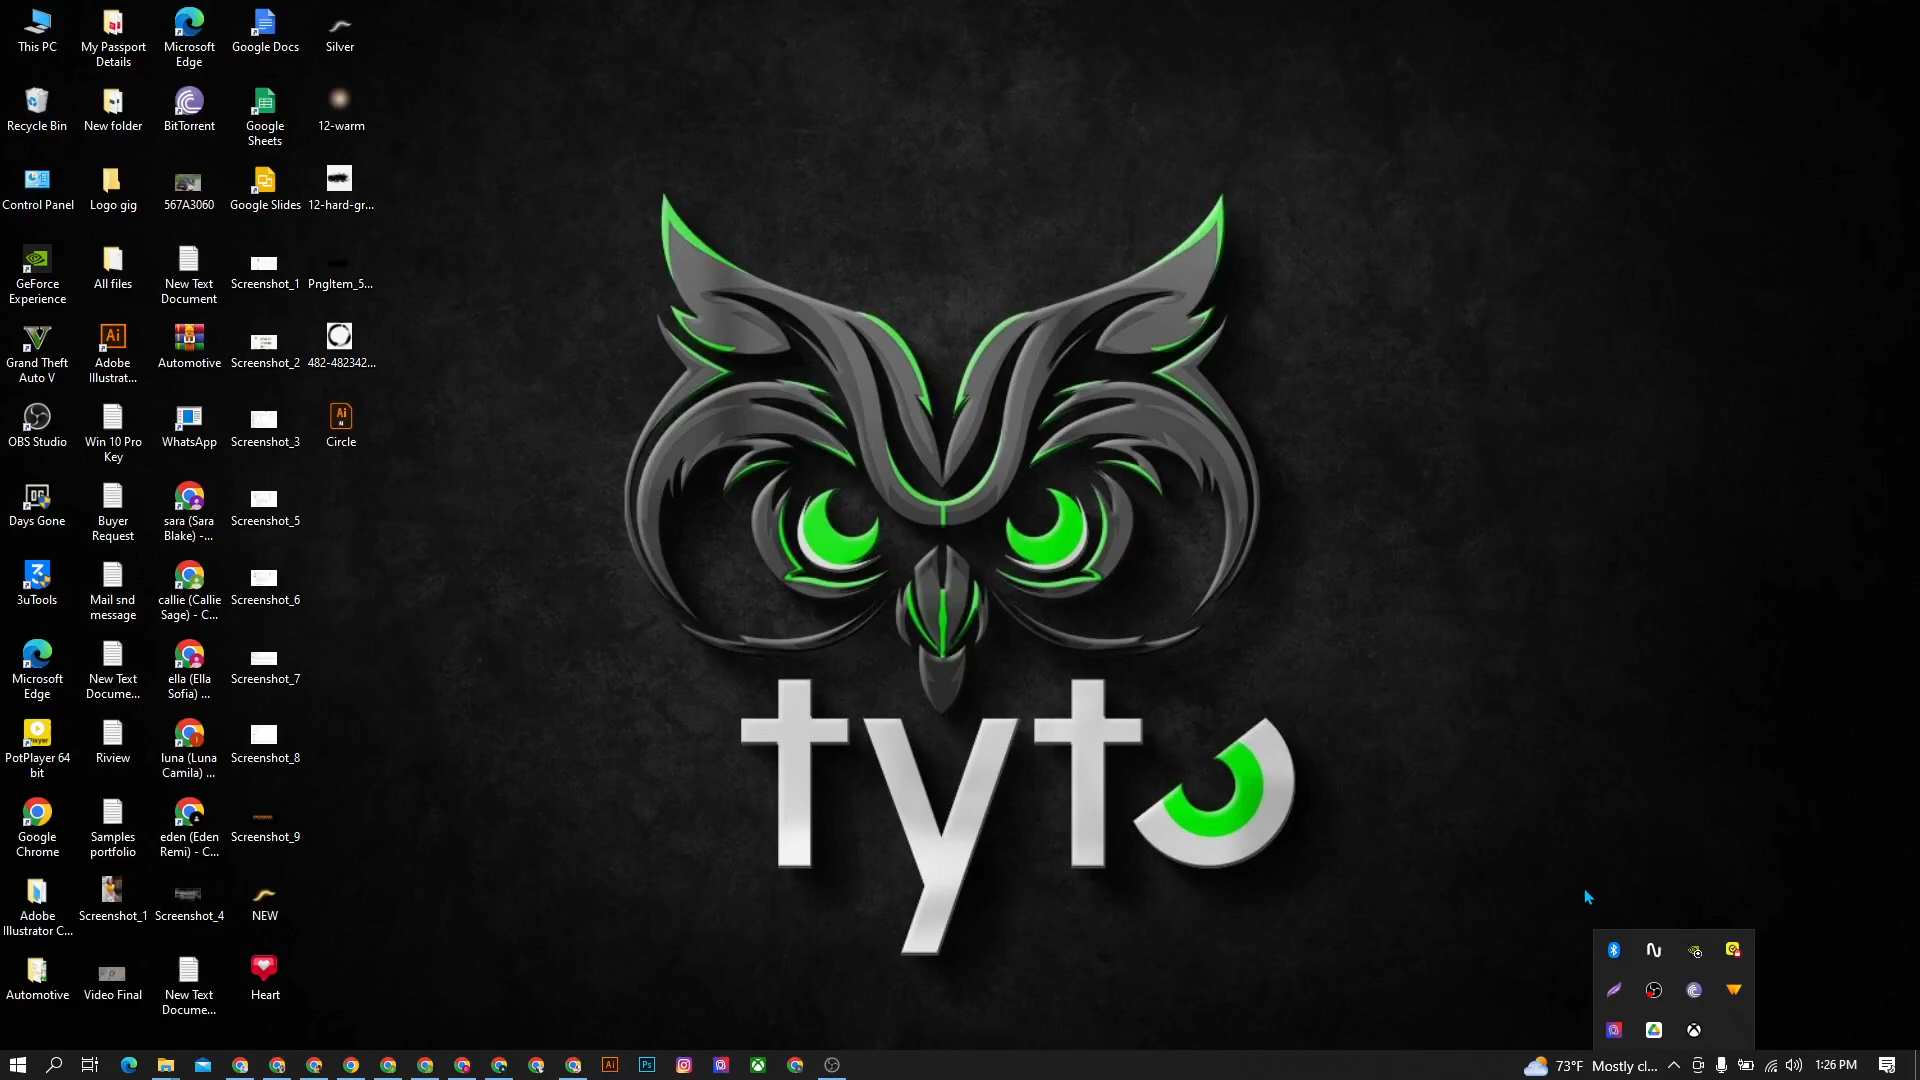 This PC
My Passport
Details
Microsoft
Edge
Google Docs
Silver
Recycle Bin
New folder
BitTorrent
Google
Sheets
12-warm
Control Panel
Logo gig
567A3060
Google Slides
12-hard-gr...
GeForce
Experience
All files
New Text
Document
Screenshot_1
PngItem_5...
Grand Theft
Auto V
Ai
Adobe
Illustrat...
Automotive
Screenshot_2
482-482342...
OBS Studio
Win 10 Pro
Key
WhatsApp
Screenshot_3
Ai
Circle
Days Gone
Buyer
Request
sara (Sara
Blake) -...
Screenshot_5
3uTools
Mail snd
message
callie (Callie
Sage) - C...
Screenshot_6
Microsoft
Edge
New Text
Docume...
ella (Ella
Sofia) ...
Screenshot_7
PotPlayer 64
bit
Riview
luna (Luna
Camila) ...
Screenshot_8
Google
Chrome
Samples
portfolio
eden (Eden
Remi) - C...
Screenshot_9
Adobe
Illustrator C...
Screenshot_1
Screenshot_4
NEW
Automotive
Video Final
New Text
Docume...
Heart
tyto
Ai
Ps
73°F Mostly cl...
1:26 PM